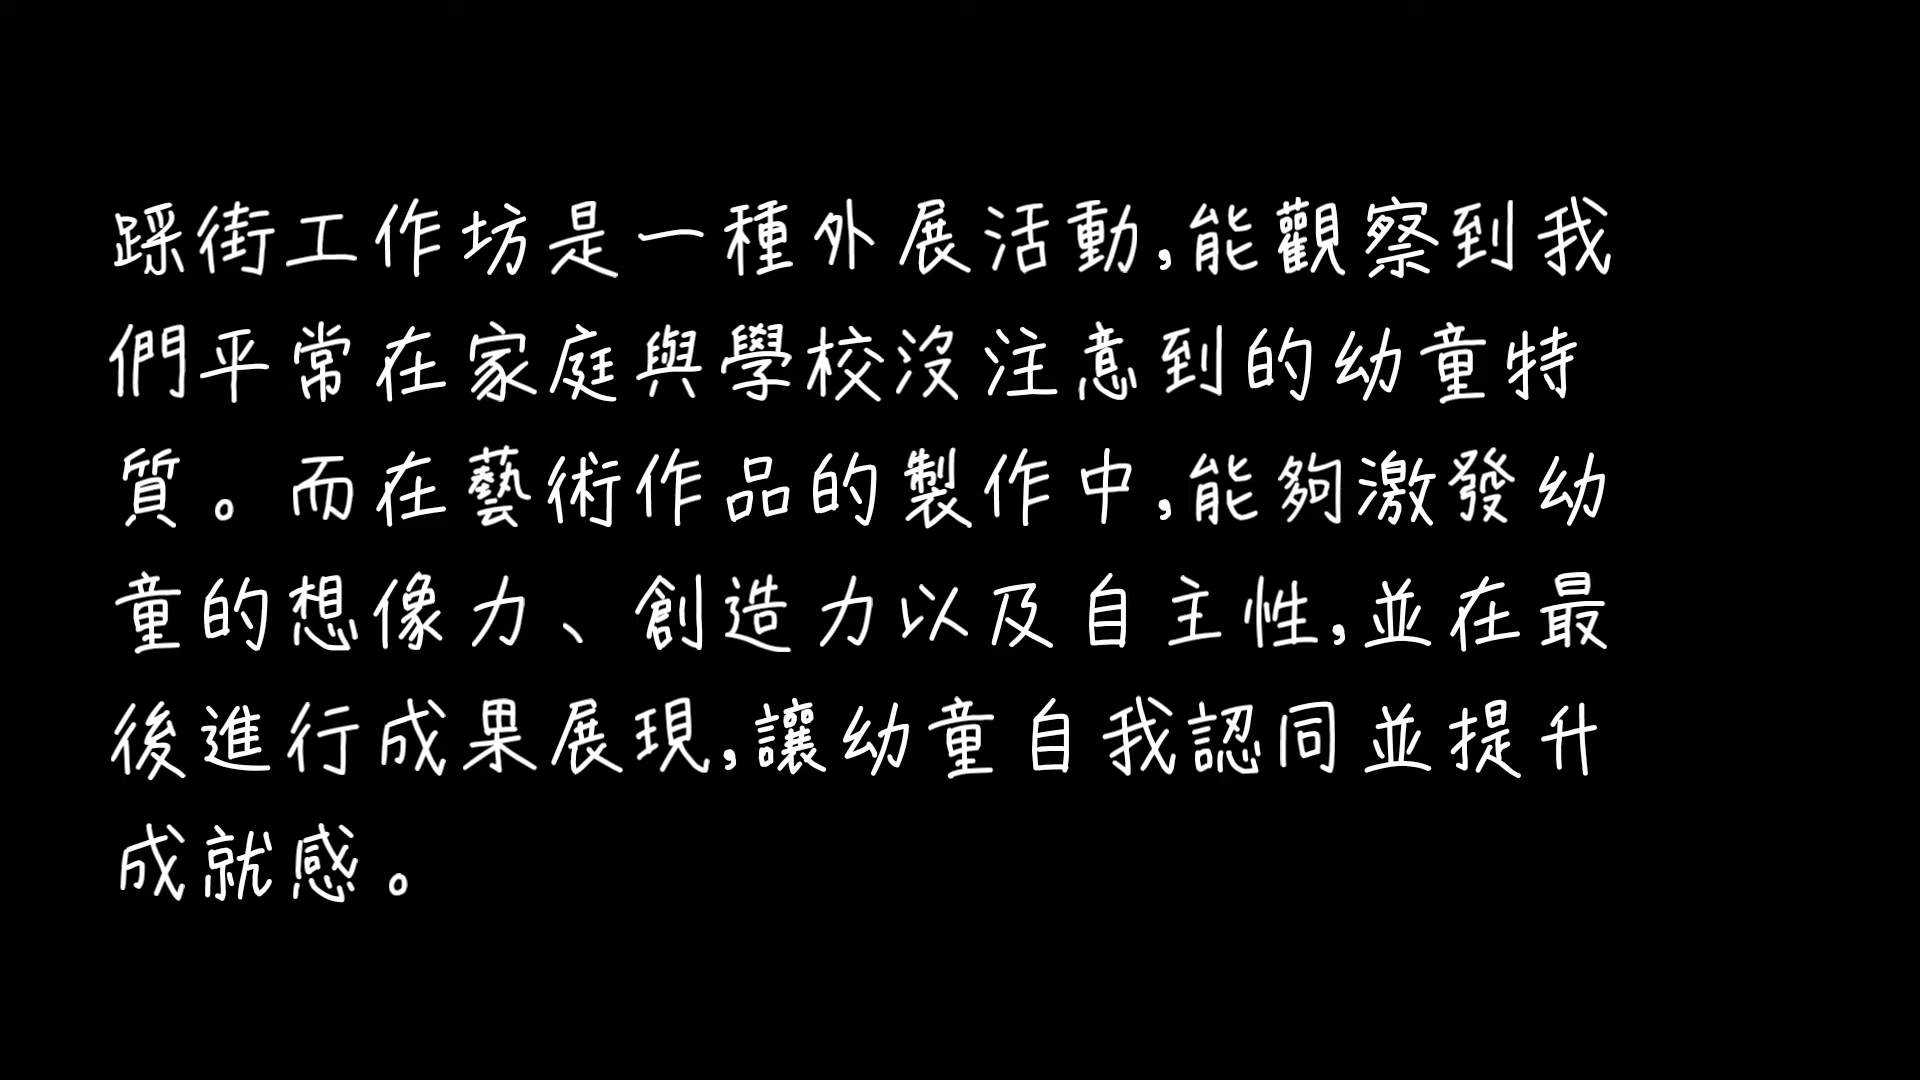 踩街工作坊是一種外展活動,能觀察到我
們平常在家庭與學校沒注意到的幼童特
質。而在藝術作品的製作中,能夠激發幼
童的想像力、創造力以及自主性,並在最
後進行成果展現,讓幼童自我認同並提升
成就感。